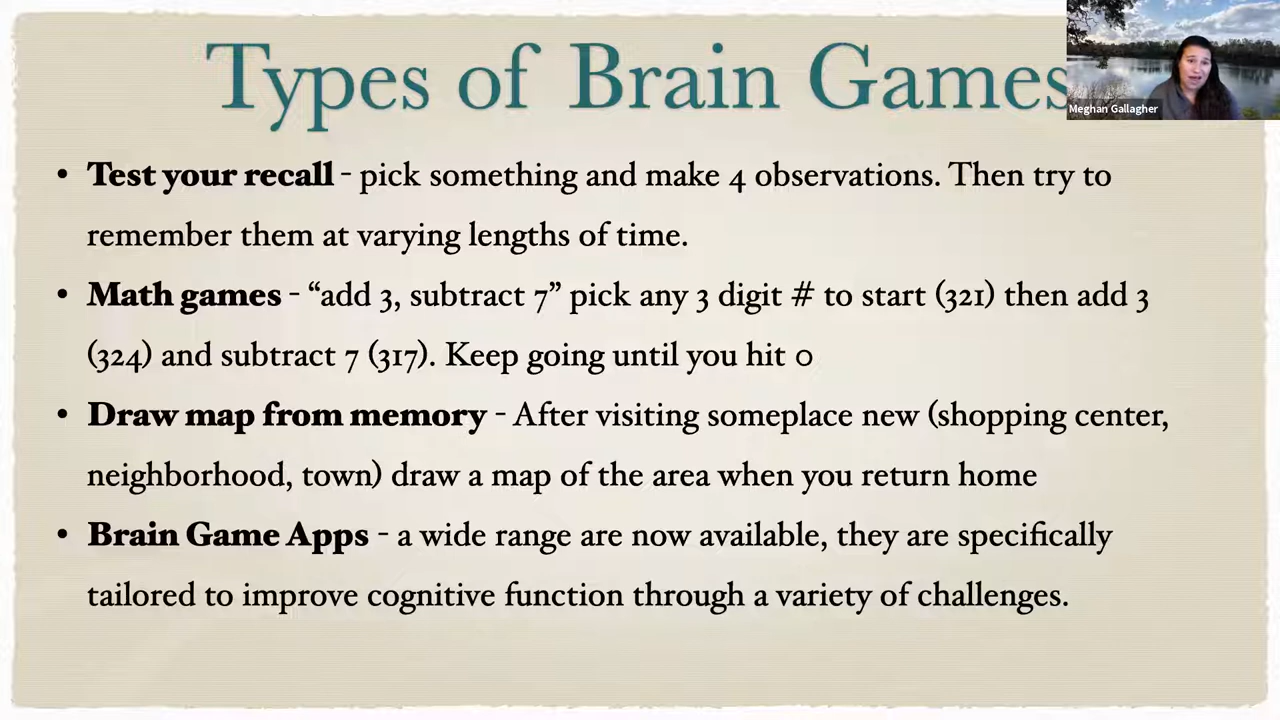 Types of Brain Games
Meghan Gallagher
• Test your recall - pick something and make 4 observations. Then try to
remember them at varying lengths of time.
• Math games - “add 3, subtract 7” pick any 3 digit # to start (321) then add 3
(324) and subtract 7 (317). Keep going until you hit 0
• Draw map from memory - After visiting someplace new (shopping center,
neighborhood, town) draw a map of the area when you return home
• Brain Game Apps - a wide range are now available, they are specifically
tailored to improve cognitive function through a variety of challenges.